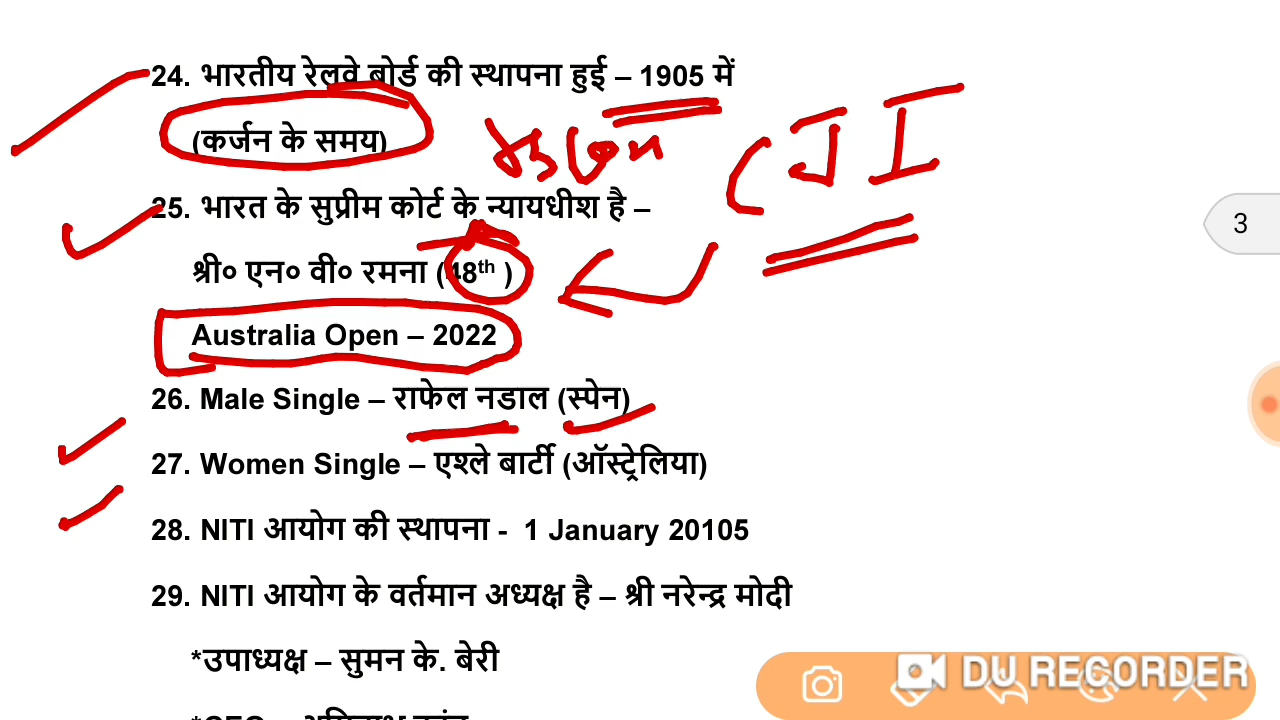 24. भारतीय रेलवे बोर्ड की स्थापना हुई – 1905 में
(कर्जन के समय)
CJI
25. भारत के सुप्रीम कोर्ट के न्यायधीश है –
श्री० एन० वी० रमना (48th )
Australia Open – 2022
26. Male Single – राफेल नडाल (स्पेन)
27. Women Single – एश्ले बार्टी (ऑस्ट्रेलिया)
28. NITI आयोग की स्थापना - 1 January 20105
29. NITI आयोग के वर्तमान अध्यक्ष है – श्री नरेन्द्र मोदी
*उपाध्यक्ष – सुमन के. बेरी
3
DU RECORDER